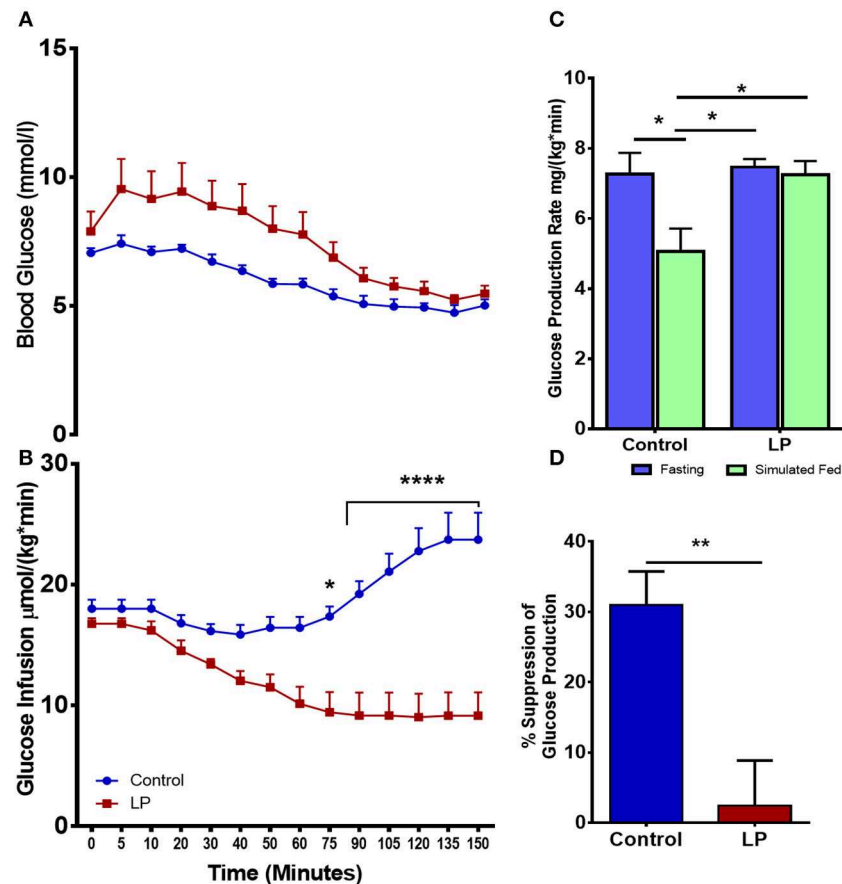 A
15
10
5
0
Blood Glucose (mmol/l)
B
30
20
10
0
Glucose Infusion μmol/(kg*min)
****
*
Control
LP
0 5 10 20 30 40 50 60 75 90 105 120 135 150
Time (Minutes)
C
10
8
6
4
2
0
Glucose Production Rate mg/(kg*min)
*
*
*
Control LP
Fasting Simulated Fed
D
40
30
20
10
0
% Suppression of
Glucose Production
**
Control LP